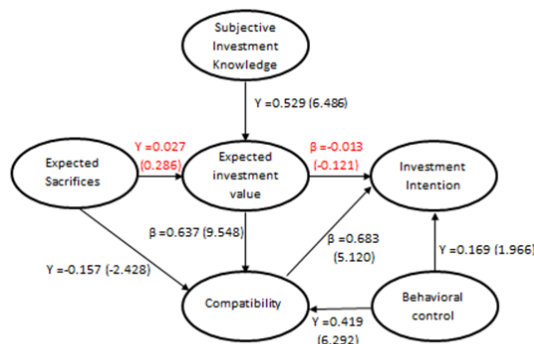 Subjective
Investment
Knowledge
Y=0.529 (6.486)
Y=0.027
(0.286)
β=-0.013
(-0.121)
Expected
Sacrifices
Expected
investment
value
Investment
Intention
β=0.637 (9.548)
β=0.683
(5.120)
Y=-0.157 (-2.428)
Y=0.169 (1.966)
Compatibility
Behavioral
control
Y=0.419
(6.292)